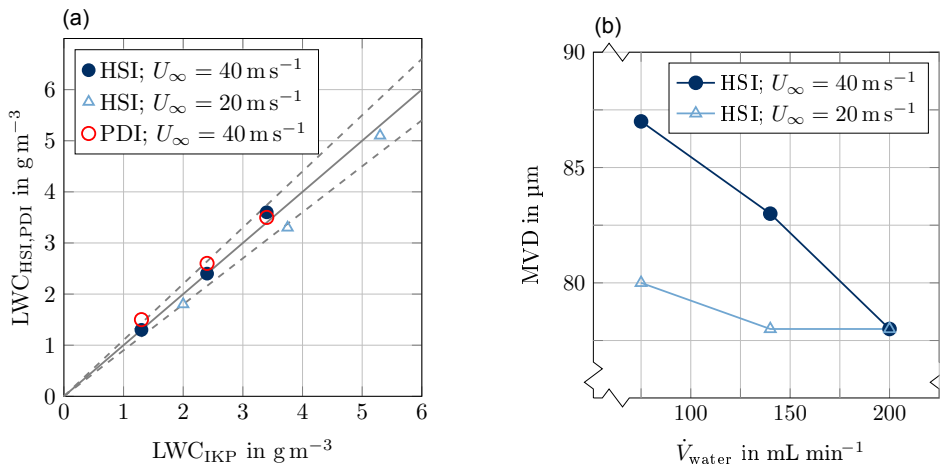 (a)
HSI; U∞ = 40 m s⁻¹
HSI; U∞ = 20 m s⁻¹
PDI; U∞ = 40 m s⁻¹
6
5
4
3
2
1
0
0 1 2 3 4 5 6
LWC_HSI,PDI in g m⁻³
LWC_IKP in g m⁻³
(b)
HSI; U∞ = 40 m s⁻¹
HSI; U∞ = 20 m s⁻¹
90
85
80
100 150 200
MVD in µm
V̇_water in mL min⁻¹